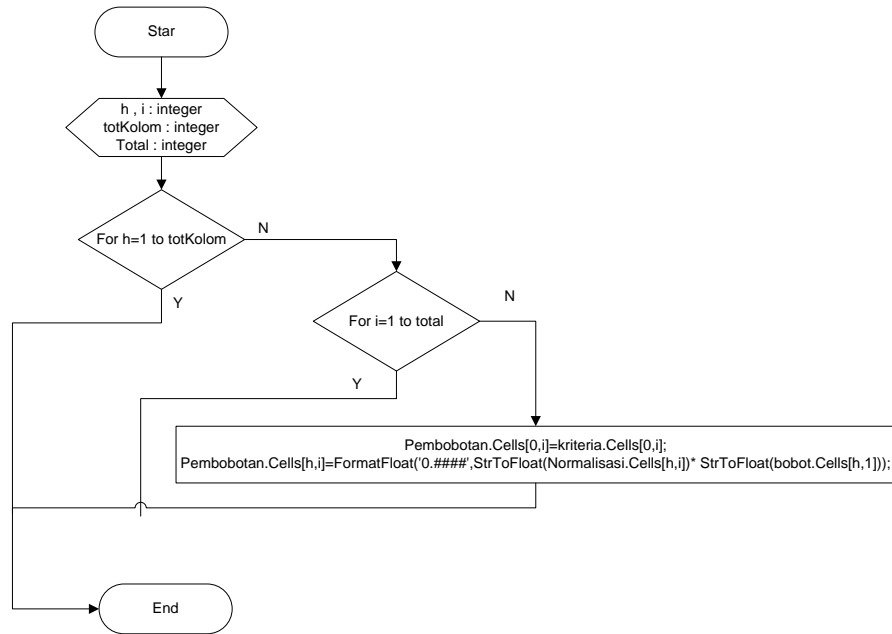 Star
h , i : integer
totKolom : integer
Total : integer
For h=1 to totKolom
N
Y
For i=1 to total
N
Y
Pembobotan.Cells[0,i]=kriteria.Cells[0,i];
Pembobotan.Cells[h,i]=FormatFloat('0.####',StrToFloat(Normalisasi.Cells[h,i])* StrToFloat(bobot.Cells[h,1]));
End